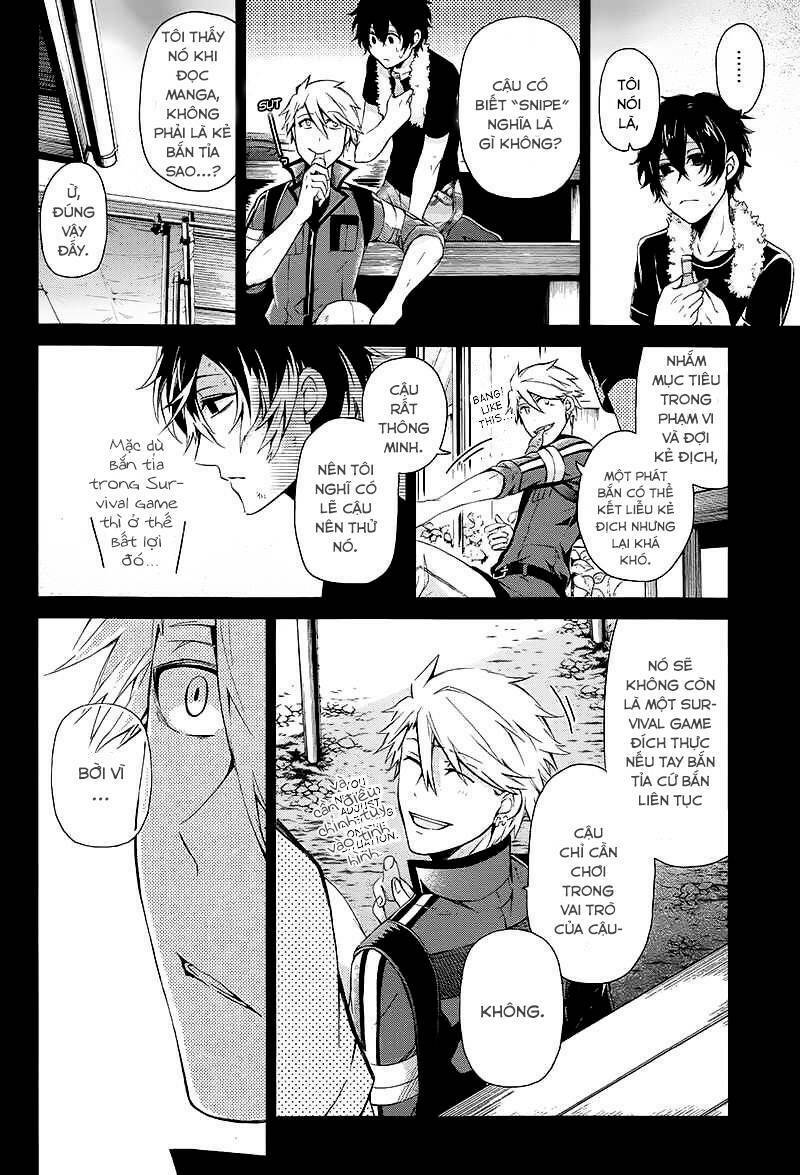 .......
TÔI
NÓI
LÀ,
CẬU CÓ
BIẾT “SNIPE”
NGHĨA LÀ
GÌ KHÔNG?
SỤT
TÔI THẤY
NÓ KHI
ĐỌC
MANGA,
KHÔNG
PHẢI LÀ KẺ
BẮN TỈA
SAO...?
Ừ,
ĐÚNG
VẬY
ĐẤY.
NHẮM
MỤC TIÊU
TRONG
PHẠM VI
VÀ ĐỢI
KẺ ĐỊCH,
MỘT PHÁT
BẮN CÓ THỂ
KẾT LIỄU KẺ
ĐỊCH NHƯNG
LẠI KHÁ
KHÓ.
BANG!
LIKE
THIS...
CẬU
RẤT
THÔNG
MINH.
NÊN TÔI
NGHĨ CÓ
LẼ CẬU
NÊN THỬ
NÓ.
Mặc dù
bắn tỉa
trong Sur-
vival Game
thì ở thế
bất lợi
đó...
NÓ SẼ
KHÔNG CÒN
LÀ MỘT SUR-
VIVAL GAME
ĐÍCH THỰC
NẾU TAY BẮN
TỈA CỨ BẮN
LIÊN TỤC
CẬU
CHỈ CẦN
CHƠI
TRONG
VAI TRÒ
CỦA CẬU-
KHÔNG.
BỞI VÌ
...